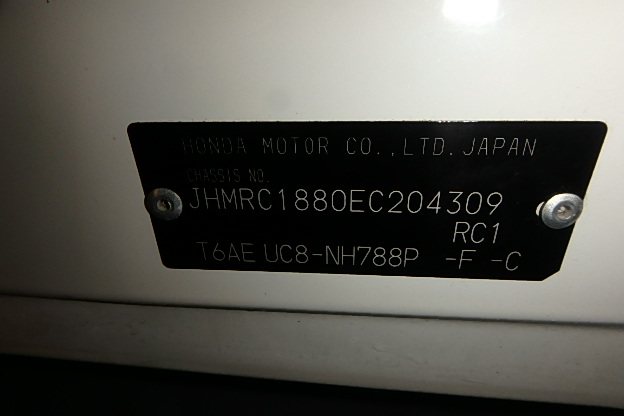 HONDA MOTOR CO.,LTD. JAPAN
CHASSIS NO.
JHMRC1880EC204309
RC1
T6AE UC8-NH788P -F -C